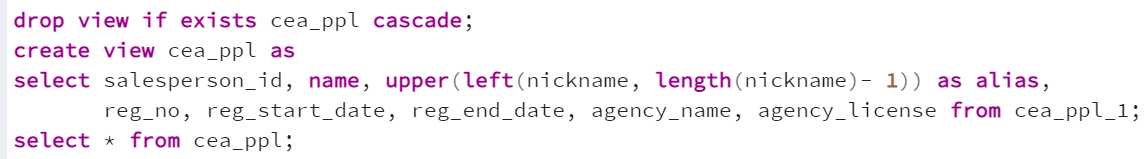 drop view if exists cea_ppl cascade;
create view cea_ppl as
select salesperson_id, name, upper(left(nickname, length(nickname)- 1)) as alias,
reg_no, reg_start_date, reg_end_date, agency_name, agency_license from cea_ppl_1;
select * from cea_ppl;